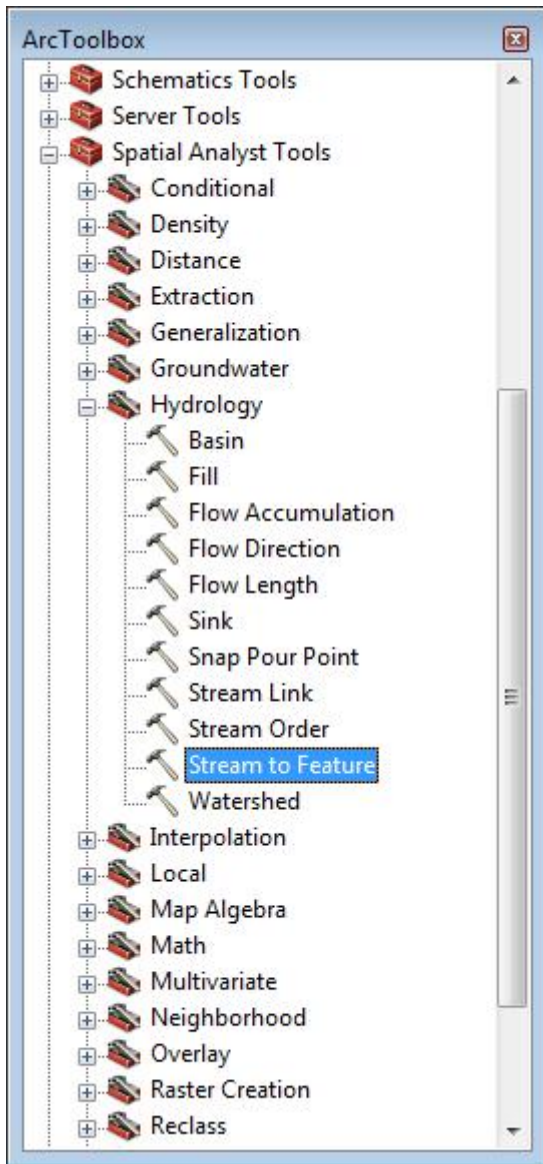 ArcToolbox
Schematics Tools
Server Tools
Spatial Analyst Tools
Conditional
Density
Distance
Extraction
Generalization
Groundwater
Hydrology
Basin
Fill
Flow Accumulation
Flow Direction
Flow Length
Sink
Snap Pour Point
Stream Link
Stream Order
Stream to Feature
Watershed
Interpolation
Local
Map Algebra
Math
Multivariate
Neighborhood
Overlay
Raster Creation
Reclass